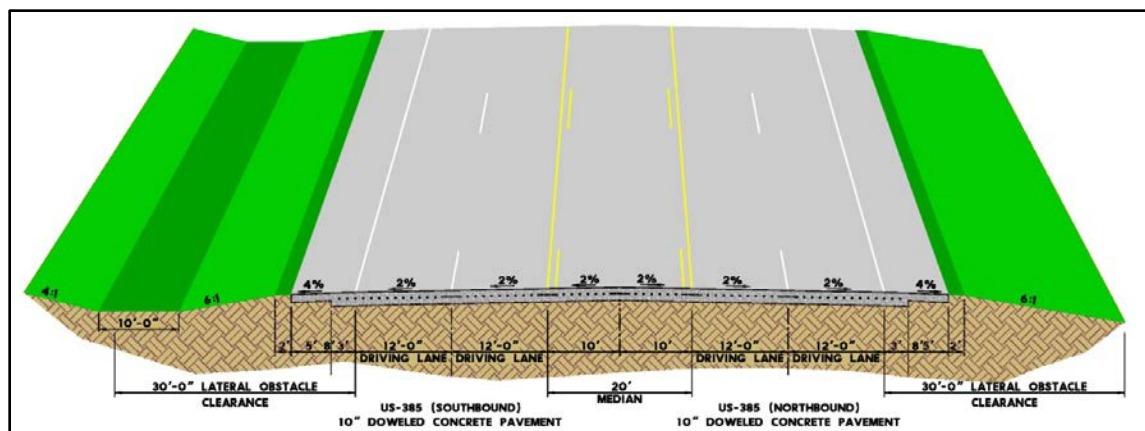 4% 2% 2% 2% 2% 2% 2% 4%
4:1 6:1 6:1
10'-0"
2' 5' 8' 3' 12'-0" 12'-0" 10' 10' 12'-0" 12'-0" 3' 8' 5' 2'
DRIVING LANE DRIVING LANE DRIVING LANE DRIVING LANE
30'-0" LATERAL OBSTACLE 20' 30'-0" LATERAL OBSTACLE
CLEARANCE MEDIAN CLEARANCE
US-385 (SOUTHBOUND) US-385 (NORTHBOUND)
10" DOWELED CONCRETE PAVEMENT 10" DOWELED CONCRETE PAVEMENT